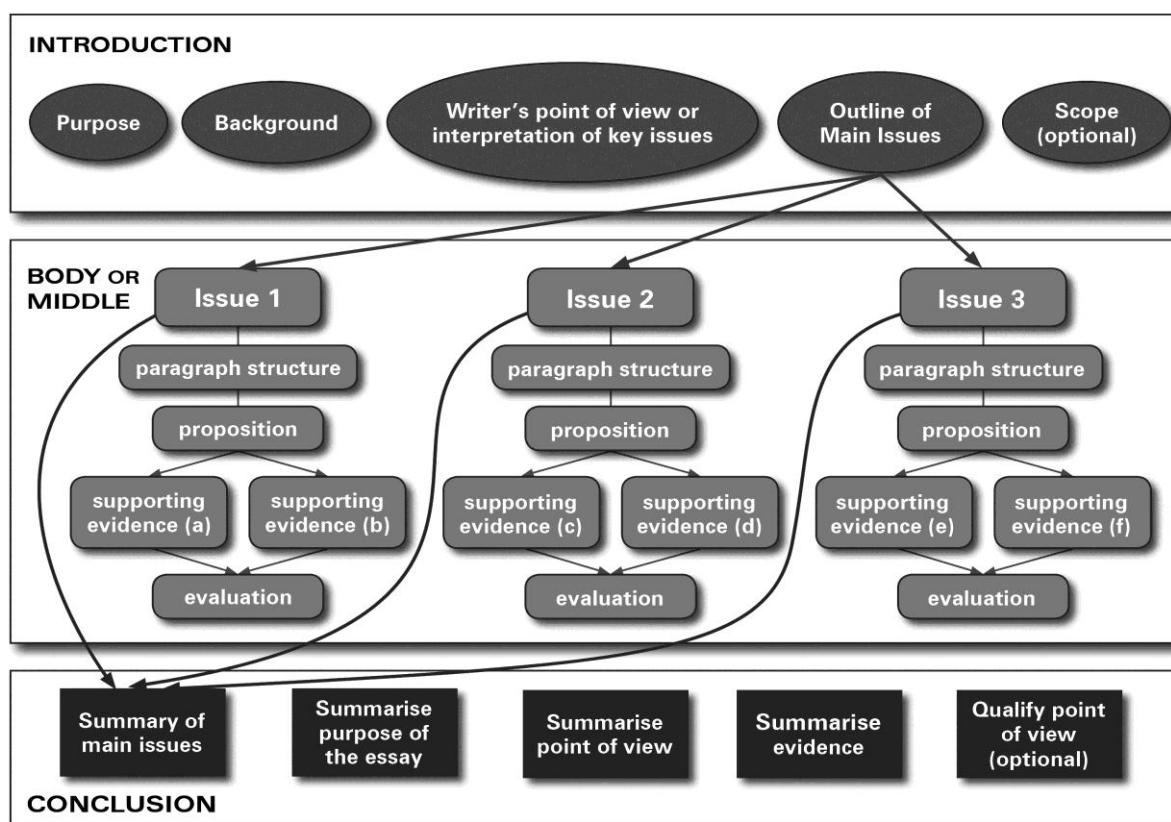 INTRODUCTION
Purpose
Background
Writer's point of view or
interpretation of key issues
Outline of
Main Issues
Scope
(optional)
BODY OR
MIDDLE
Issue 1
Issue 2
Issue 3
paragraph structure
paragraph structure
paragraph structure
proposition
proposition
proposition
supporting
evidence (a)
supporting
evidence (b)
supporting
evidence (c)
supporting
evidence (d)
supporting
evidence (e)
supporting
evidence (f)
evaluation
evaluation
evaluation
Summary of
main issues
Summarise
purpose of
the essay
Summarise
point of view
Summarise
evidence
Qualify point
of view
(optional)
CONCLUSION